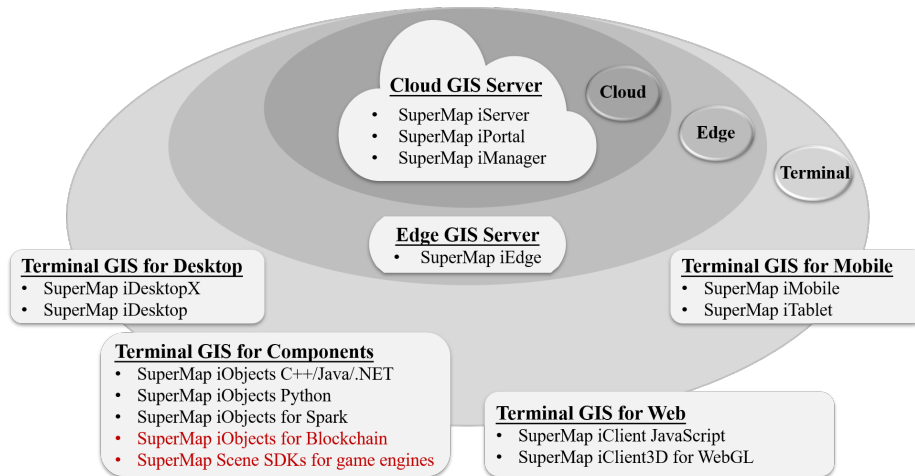 Cloud GIS Server
• SuperMap iServer
• SuperMap iPortal
• SuperMap iManager
Cloud
Edge
Terminal
Edge GIS Server
• SuperMap iEdge
Terminal GIS for Desktop
• SuperMap iDesktopX
• SuperMap iDesktop
Terminal GIS for Mobile
• SuperMap iMobile
• SuperMap iTablet
Terminal GIS for Components
• SuperMap iObjects C++/Java/.NET
• SuperMap iObjects Python
• SuperMap iObjects for Spark
• SuperMap iObjects for Blockchain
• SuperMap Scene SDKs for game engines
Terminal GIS for Web
• SuperMap iClient JavaScript
• SuperMap iClient3D for WebGL